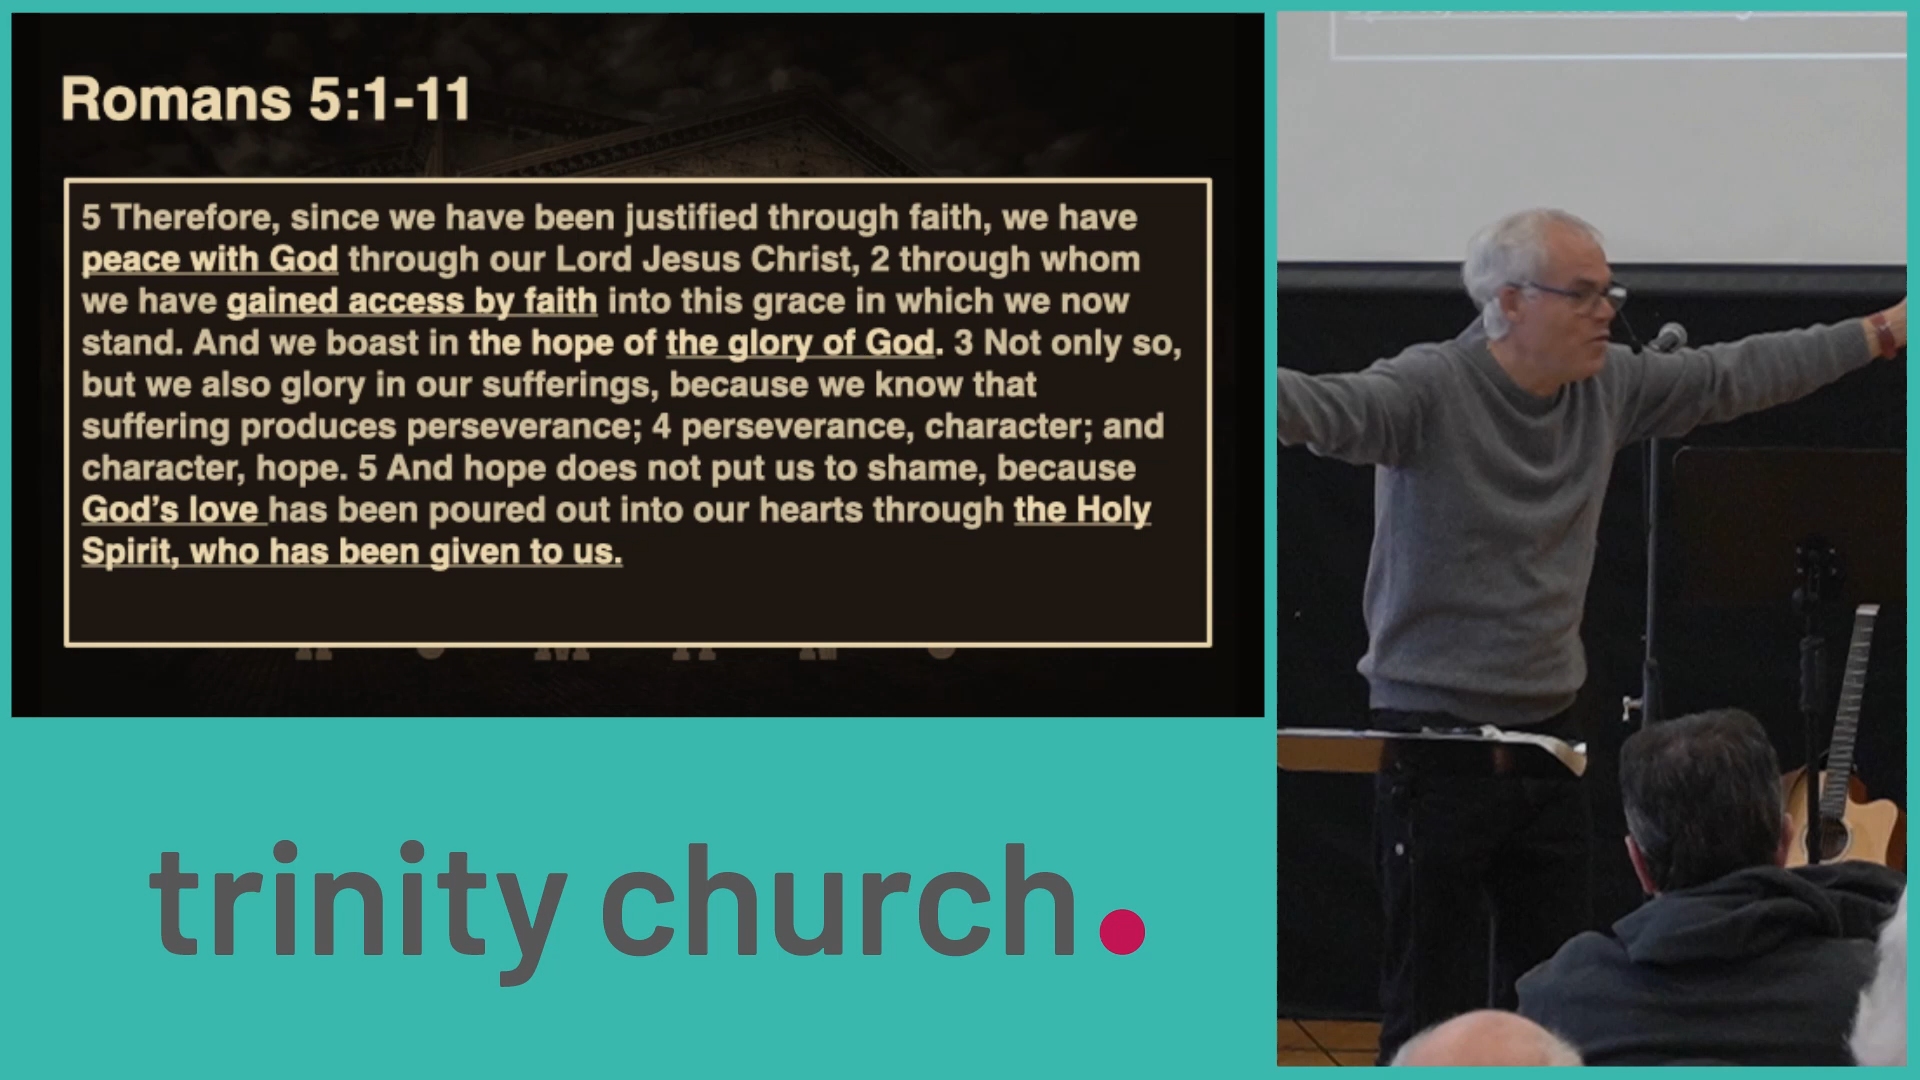 Romans 5:1-11
5 Therefore, since we have been justified through faith, we have
peace with God through our Lord Jesus Christ, 2 through whom
we have gained access by faith into this grace in which we now
stand. And we boast in the hope of the glory of God. 3 Not only so,
but we also glory in our sufferings, because we know that
suffering produces perseverance; 4 perseverance, character; and
character, hope. 5 And hope does not put us to shame, because
God’s love has been poured out into our hearts through the Holy
Spirit, who has been given to us.
trinity church.